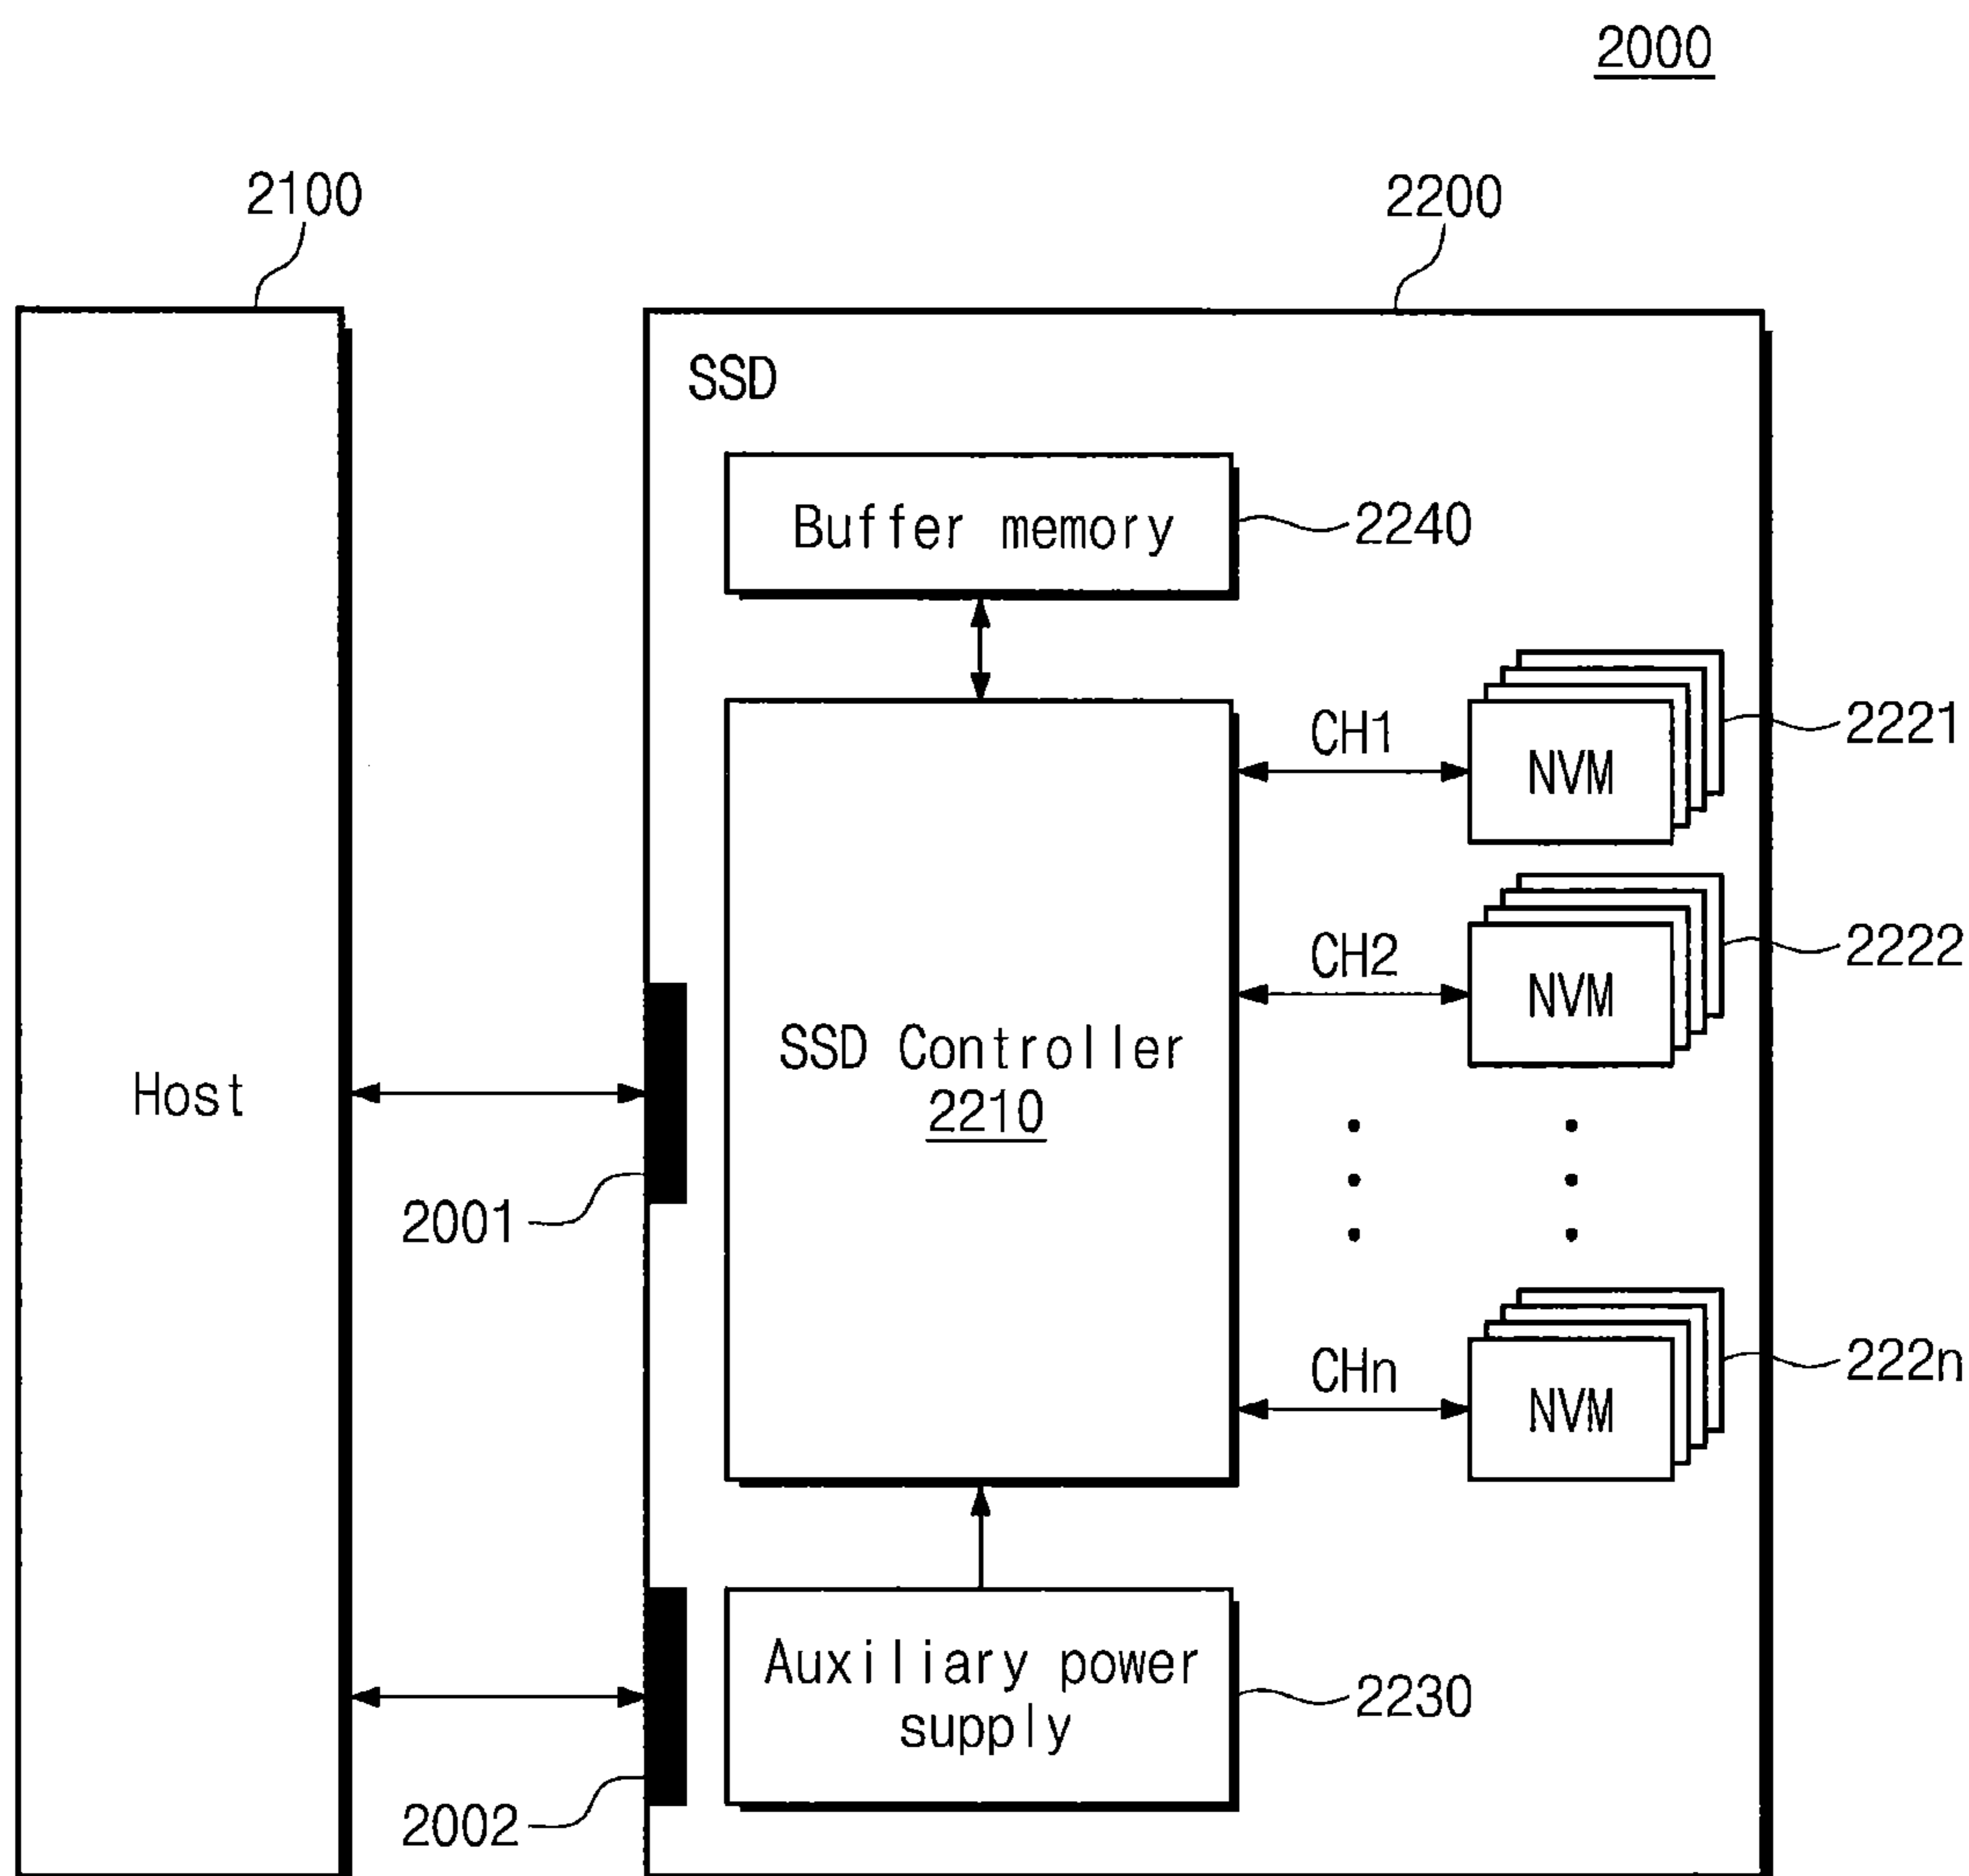 2000
2100
2200
SSD
Buffer memory
2240
CH1
NVM
2221
CH2
NVM
2222
Host
SSD Controller
2210
2001
CHn
NVM
222n
Auxiliary power
supply
2230
2002